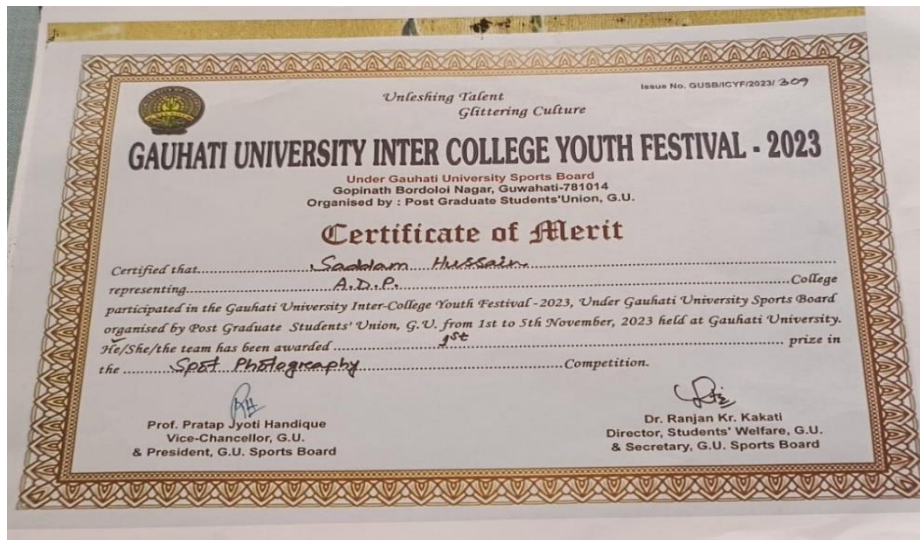 Unleshing Talent
Issue No. GUSB/ICYF/2023/ 309
Glittering Culture
GAUHATI UNIVERSITY INTER COLLEGE YOUTH FESTIVAL - 2023
Under Gauhati University Sports Board
Gopinath Bordoloi Nagar, Guwahati-781014
Organised by : Post Graduate Students'Union, G.U.
Certificate of Merit
Certified that Saddam Hussain
representing A.D.P. College
participated in the Gauhati University Inter-College Youth Festival -2023, Under Gauhati University Sports Board
organised by Post Graduate Students' Union, G.U. from 1st to 5th November, 2023 held at Gauhati University.
He/She/the team has been awarded 1st prize in
the Spot Photography Competition.
Prof. Pratap Jyoti Handique
Vice-Chancellor, G.U.
& President, G.U. Sports Board
Dr. Ranjan Kr. Kakati
Director, Students' Welfare, G.U.
& Secretary, G.U. Sports Board